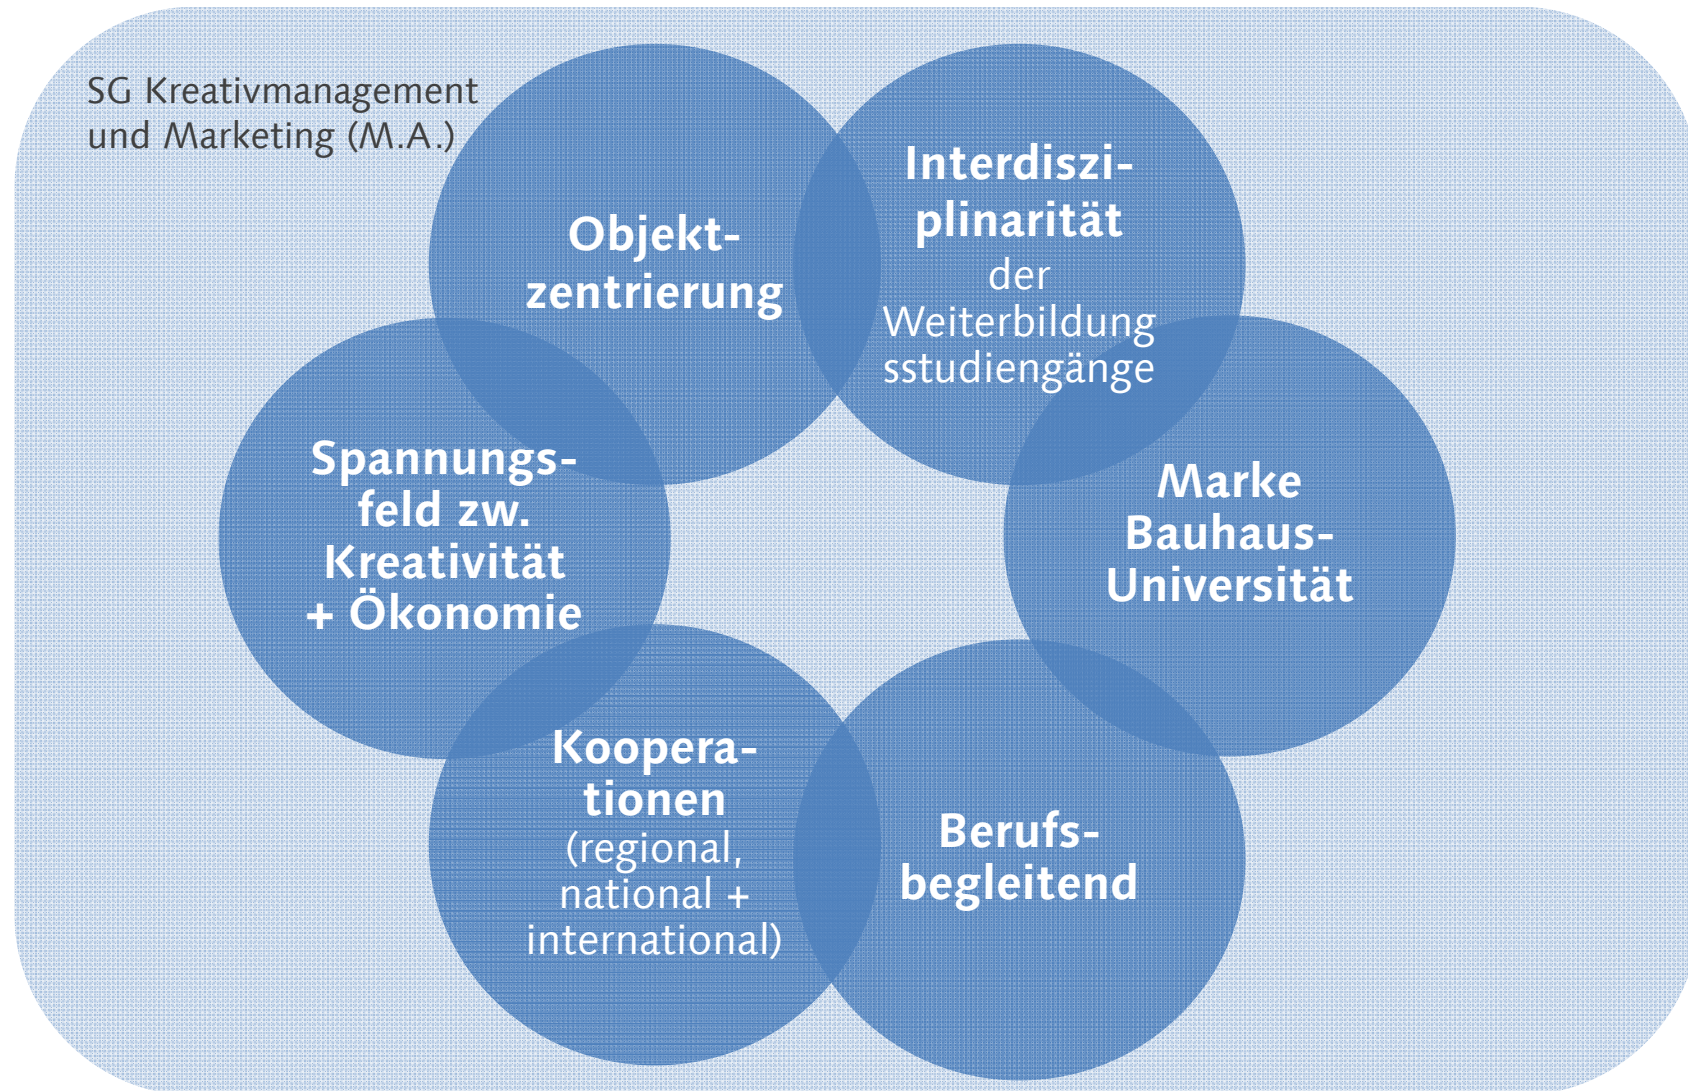 SG Kreativmanagement
und Marketing (M.A.)
Objekt-
zentrierung
Interdiszi-
plinarität
der
Weiterbildung
sstudiengänge
Marke
Bauhaus-
Universität
Berufs-
begleitend
Koopera-
tionen
(regional,
national +
international)
Spannungs-
feld zw.
Kreativität
+ Ökonomie